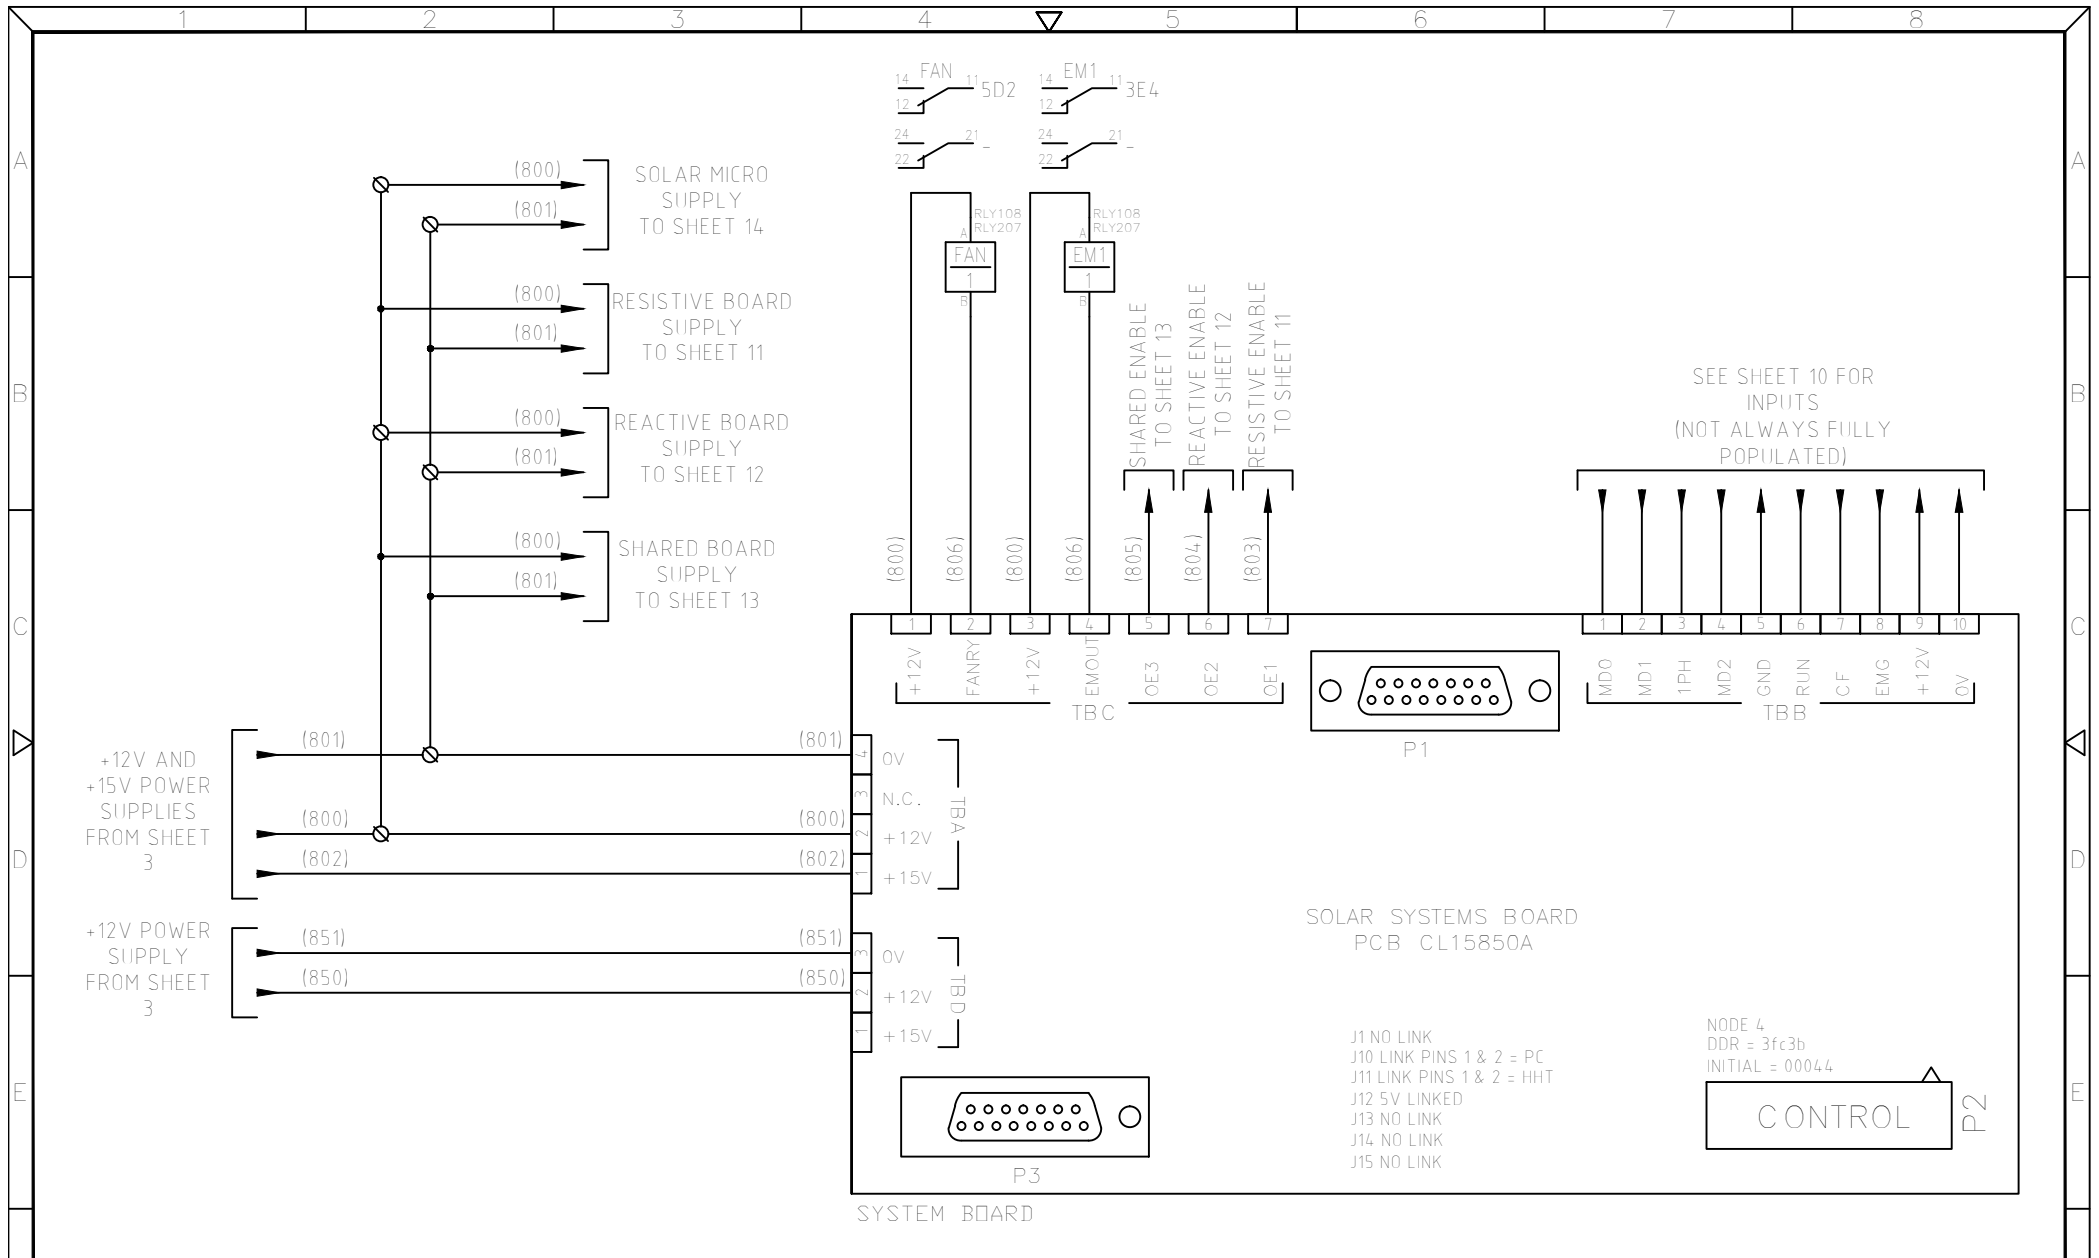 1 2 3 4 5 6 7 8
A
B
C
D
E
A
B
C
D
E
FAN
14 11 5D2
12
24 21 -
22
EM1
14 11 3E4
12
24 21 -
22
(800)
(801)
SOLAR MICRO
SUPPLY
TO SHEET 14
(800)
(801)
RESISTIVE BOARD
SUPPLY
TO SHEET 11
(800)
(801)
REACTIVE BOARD
SUPPLY
TO SHEET 12
(800)
(801)
SHARED BOARD
SUPPLY
TO SHEET 13
RLY108
RLY207
A
FAN
1
B
RLY108
RLY207
A
EM1
1
B
SHARED ENABLE
TO SHEET 13
REACTIVE ENABLE
TO SHEET 12
RESISTIVE ENABLE
TO SHEET 11
SEE SHEET 10 FOR
INPUTS
(NOT ALWAYS FULLY
POPULATED)
(800)
(806)
(800)
(806)
(805)
(804)
(803)
1 2 3 4 5 6 7
+12V
FANRY
+12V
EMOUT
OE3
OE2
OE1
TBC
P1
1 2 3 4 5 6 7 8 9 10
MD0
MD1
1PH
MD2
GND
RUN
CF
EMG
+12V
0V
TBB
+12V AND
+15V POWER
SUPPLIES
FROM SHEET
3
(801) (801) 4 0V
3 N.C.
(800) (800) 2 +12V
(802) (802) 1 +15V
TBA
+12V POWER
SUPPLY
FROM SHEET
3
(851) (851) 3 0V
(850) (850) 2 +12V
1 +15V
TBD
SOLAR SYSTEMS BOARD
PCB CL15850A
J1 NO LINK
J10 LINK PINS 1 & 2 = PC
J11 LINK PINS 1 & 2 = HHT
J12 5V LINKED
J13 NO LINK
J14 NO LINK
J15 NO LINK
NODE 4
DDR = 3fc3b
INITIAL = 00044
CONTROL
P2
P3
SYSTEM BOARD